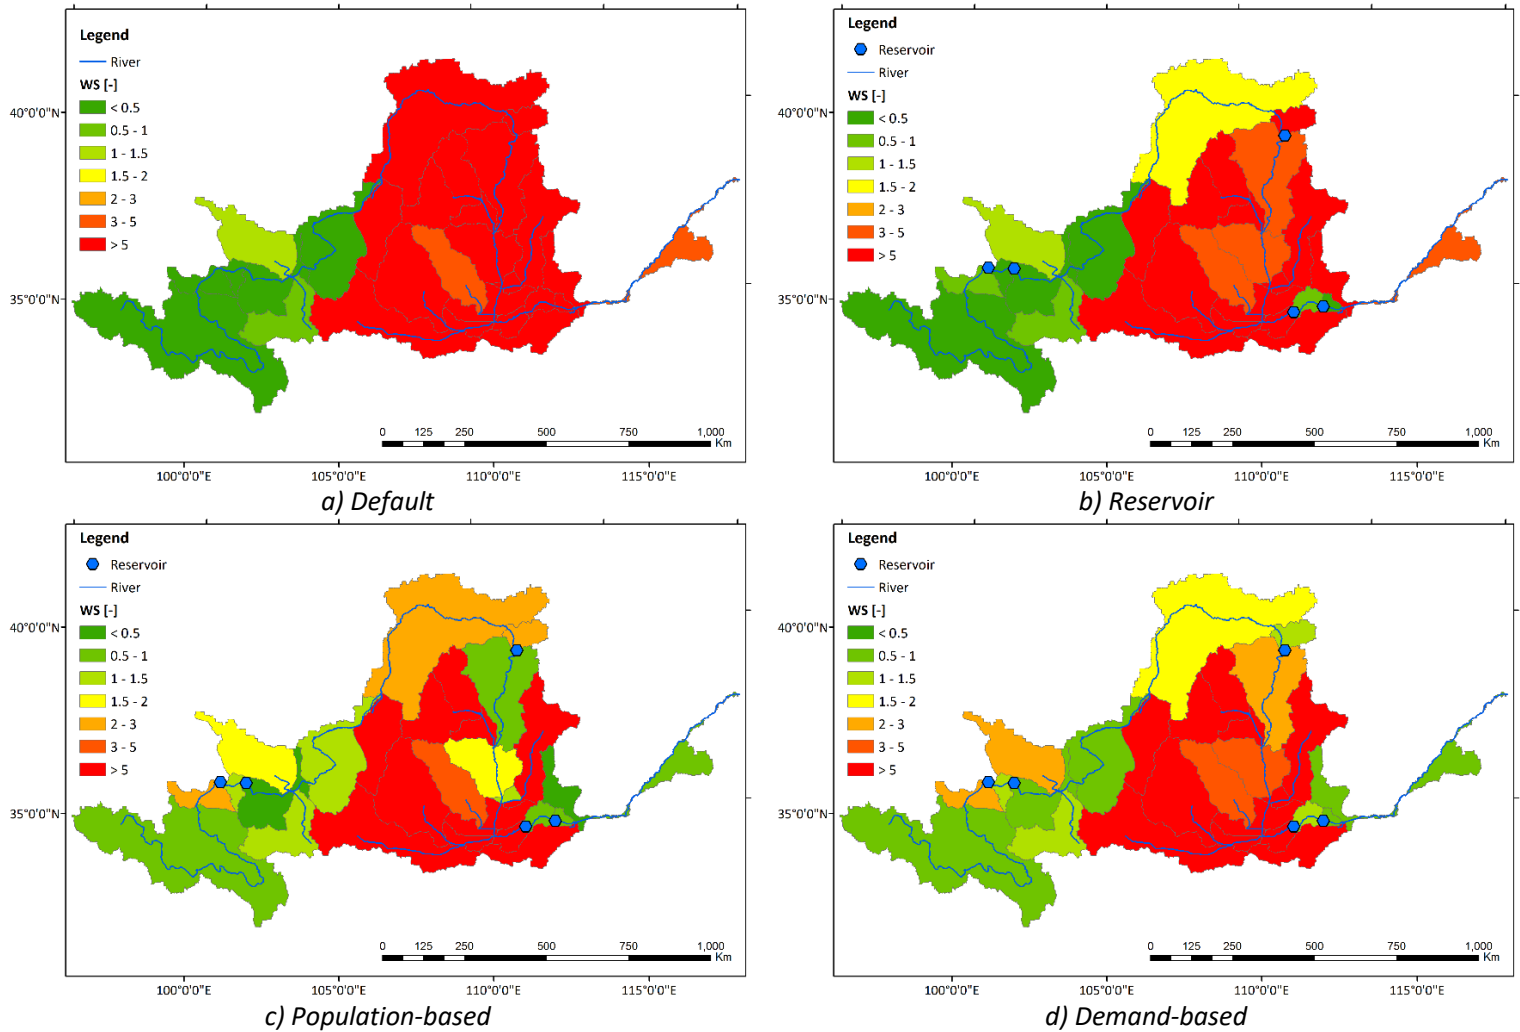 Legend
River
WS [-]
< 0.5
0.5 - 1
1 - 1.5
1.5 - 2
2 - 3
3 - 5
> 5
40°0'0"N
35°0'0"N
0 125 250 500 750 1,000
Km
100°0'0"E 105°0'0"E 110°0'0"E 115°0'0"E
a) Default
Legend
Reservoir
River
WS [-]
< 0.5
0.5 - 1
1 - 1.5
1.5 - 2
2 - 3
3 - 5
> 5
40°0'0"N
35°0'0"N
0 125 250 500 750 1,000
Km
100°0'0"E 105°0'0"E 110°0'0"E 115°0'0"E
b) Reservoir
Legend
Reservoir
River
WS [-]
< 0.5
0.5 - 1
1 - 1.5
1.5 - 2
2 - 3
3 - 5
> 5
40°0'0"N
35°0'0"N
0 125 250 500 750 1,000
Km
100°0'0"E 105°0'0"E 110°0'0"E 115°0'0"E
c) Population-based
Legend
Reservoir
River
WS [-]
< 0.5
0.5 - 1
1 - 1.5
1.5 - 2
2 - 3
3 - 5
> 5
40°0'0"N
35°0'0"N
0 125 250 500 750 1,000
Km
100°0'0"E 105°0'0"E 110°0'0"E 115°0'0"E
d) Demand-based